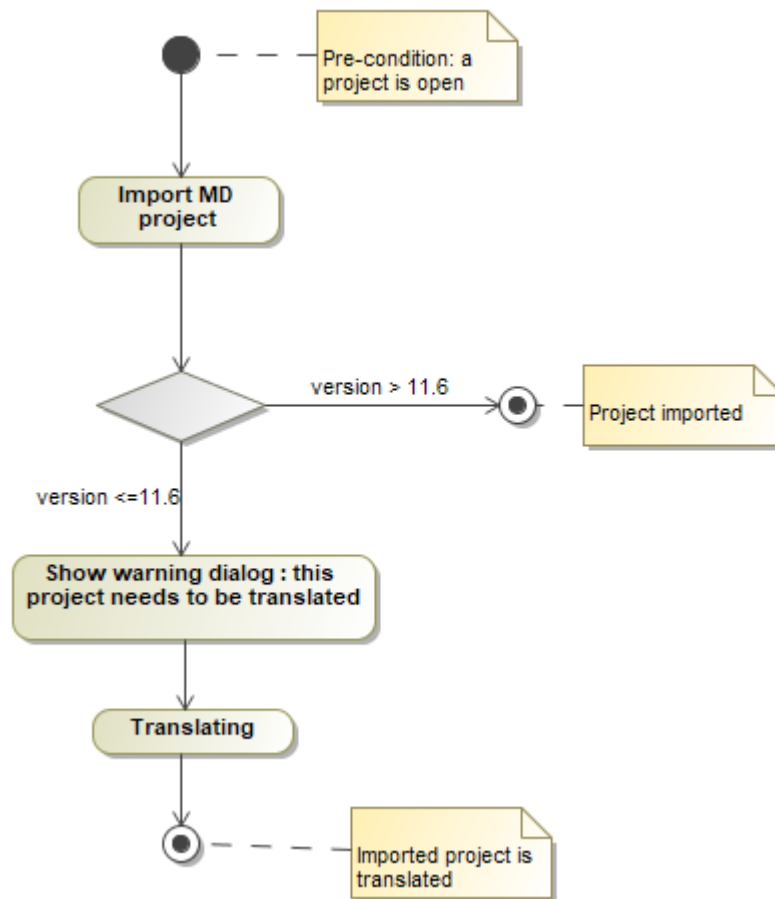 Pre-condition: a
project is open
Import MD
project
version > 11.6
Project imported
version <=11.6
Show warning dialog : this
project needs to be translated
Translating
Imported project is
translated